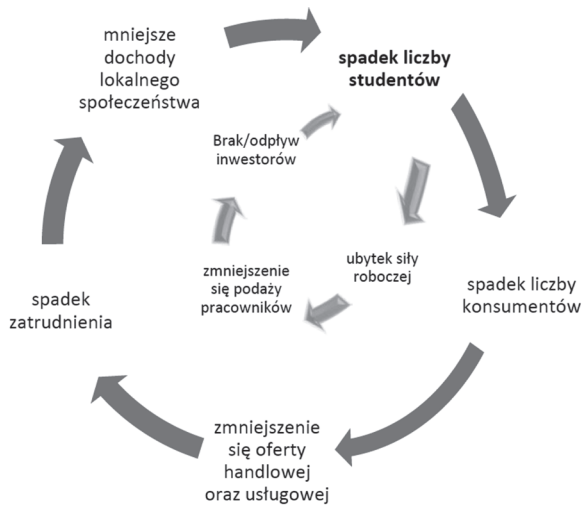 mniejsze
dochody
lokalnego
społeczeństwa
spadek liczby
studentów
Brak/odpływ
inwestorów
ubytek siły
roboczej
zmniejszenie
się podaży
pracowników
spadek liczby
konsumentów
spadek
zatrudnienia
zmniejszenie
się oferty
handlowej
oraz usługowej